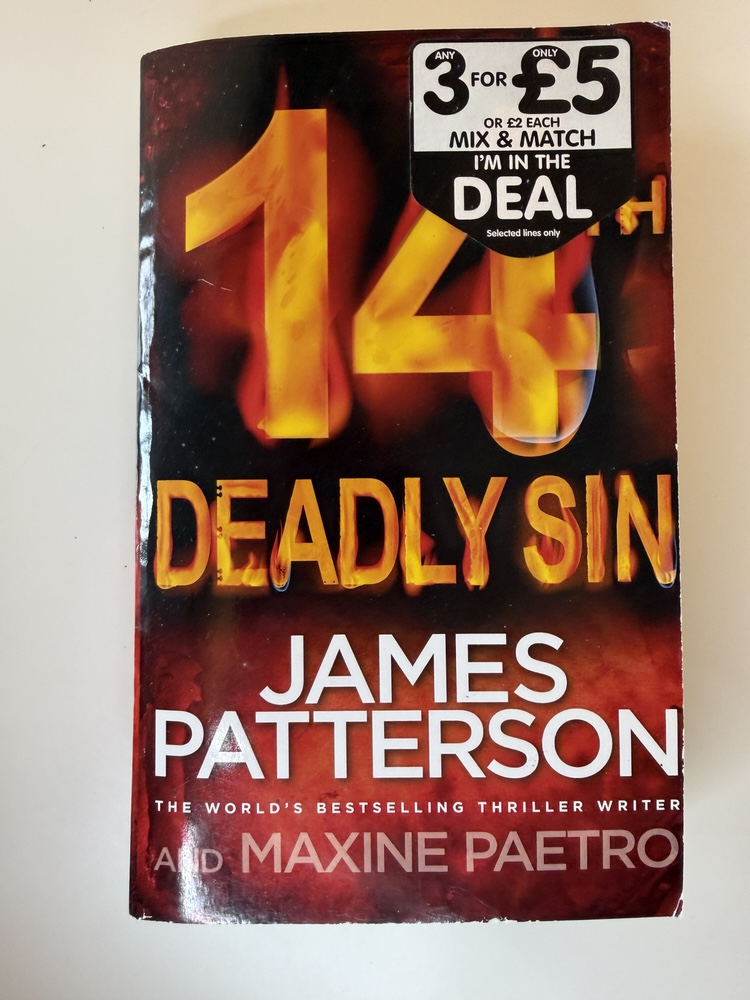 ANY 3 FOR ONLY £5
OR £2 EACH
MIX & MATCH
I'M IN THE
DEAL
Selected lines only
14TH
DEADLY SIN
JAMES
PATTERSON
THE WORLD'S BESTSELLING THRILLER WRITER
AND MAXINE PAETRO